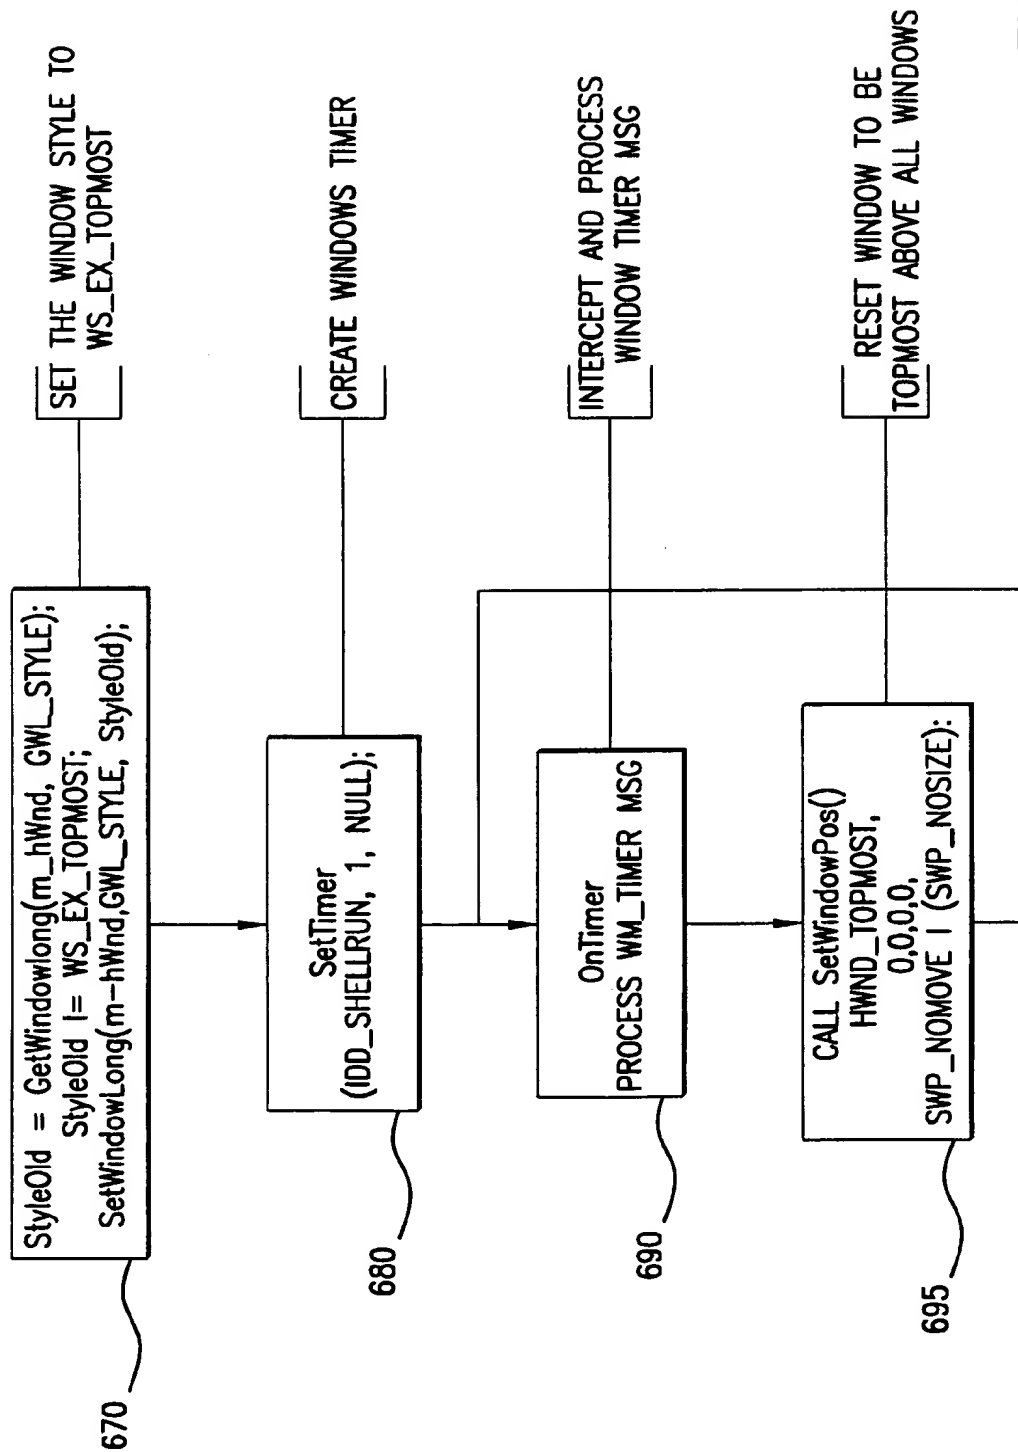 StyleOld = GetWindowlong(m_hWnd, GWL_STYLE);
StyleOld |= WS_EX_TOPMOST;
SetWindowLong(m-hWnd,GWL_STYLE, StyleOld);
SET THE WINDOW STYLE TO
WS_EX_TOPMOST
670
SetTimer
(IDD_SHELLRUN, 1, NULL);
CREATE WINDOWS TIMER
680
OnTimer
PROCESS WM_TIMER MSG
INTERCEPT AND PROCESS
WINDOW TIMER MSG
690
CALL SetWindowPos()
HWND_TOPMOST,
0,0,0,0,
SWP_NOMOVE | (SWP_NOSIZE):
RESET WINDOW TO BE
TOPMOST ABOVE ALL WINDOWS
695